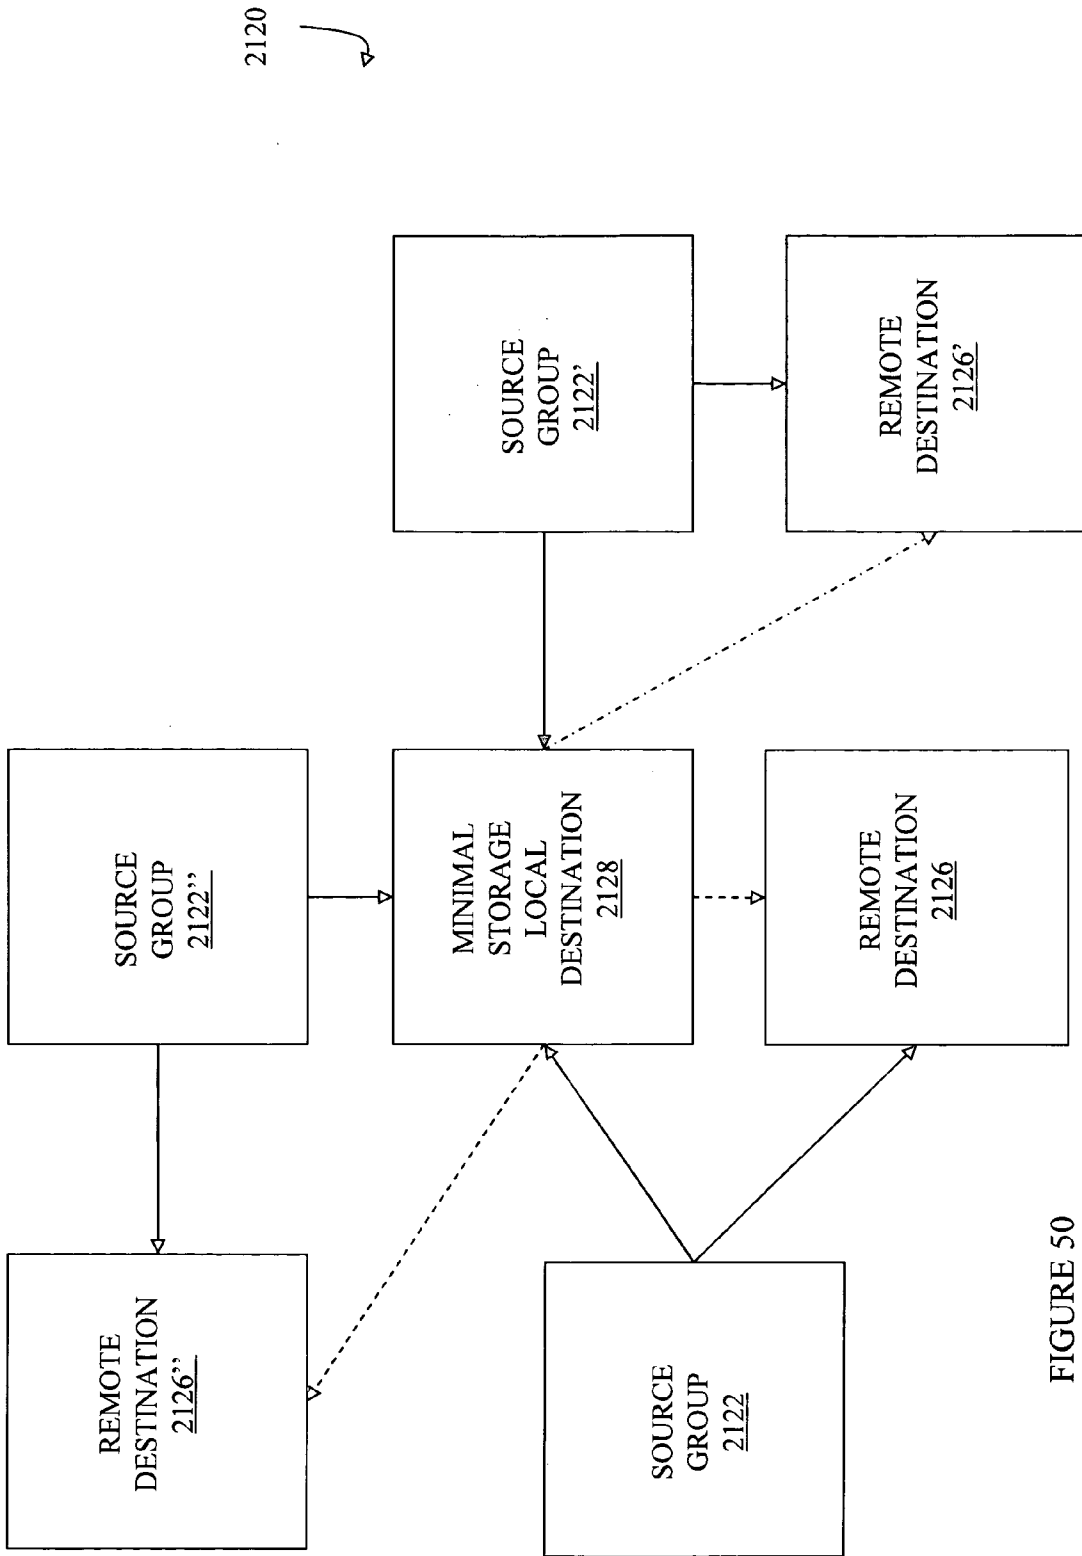 2120
REMOTE
DESTINATION
2126''
SOURCE
GROUP
2122''
SOURCE
GROUP
2122
MINIMAL
STORAGE
LOCAL
DESTINATION
2128
SOURCE
GROUP
2122'
REMOTE
DESTINATION
2126
REMOTE
DESTINATION
2126'
FIGURE 50